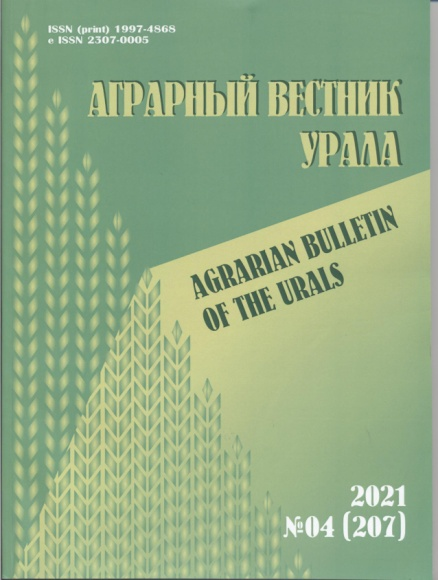 ISSN (print) 1997-4868
e ISSN 2307-0005
АГРАРНЫЙ ВЕСТНИК
УРАЛА
AGRARIAN BULLETIN
OF THE URALS
2021
№04 (207)